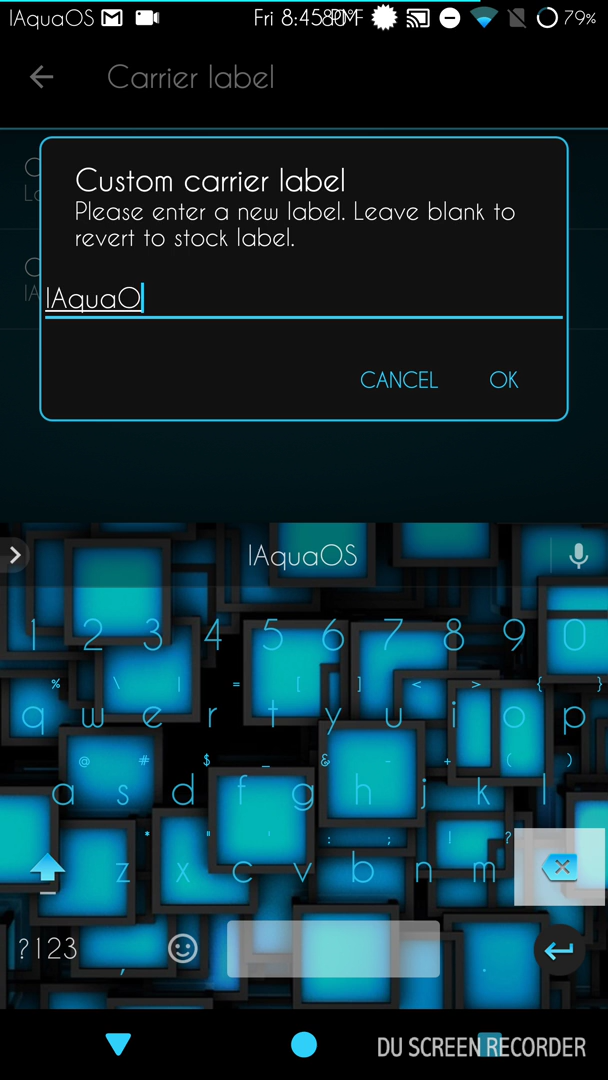 IAquaOS Fri 8:45 PM 79%
Carrier label
Custom carrier label
Please enter a new label. Leave blank to
revert to stock label.
IAquaO
CANCEL OK
IAquaOS
1 2 3 4 5 6 7 8 9 0
% \ | = [ ] < > { }
q w e r t y u i o p
@ # $ _ & - + ( )
a s d f g h j k l
* " ' : ; ! ?
z x c v b n m
?123 , .
DU SCREEN RECORDER